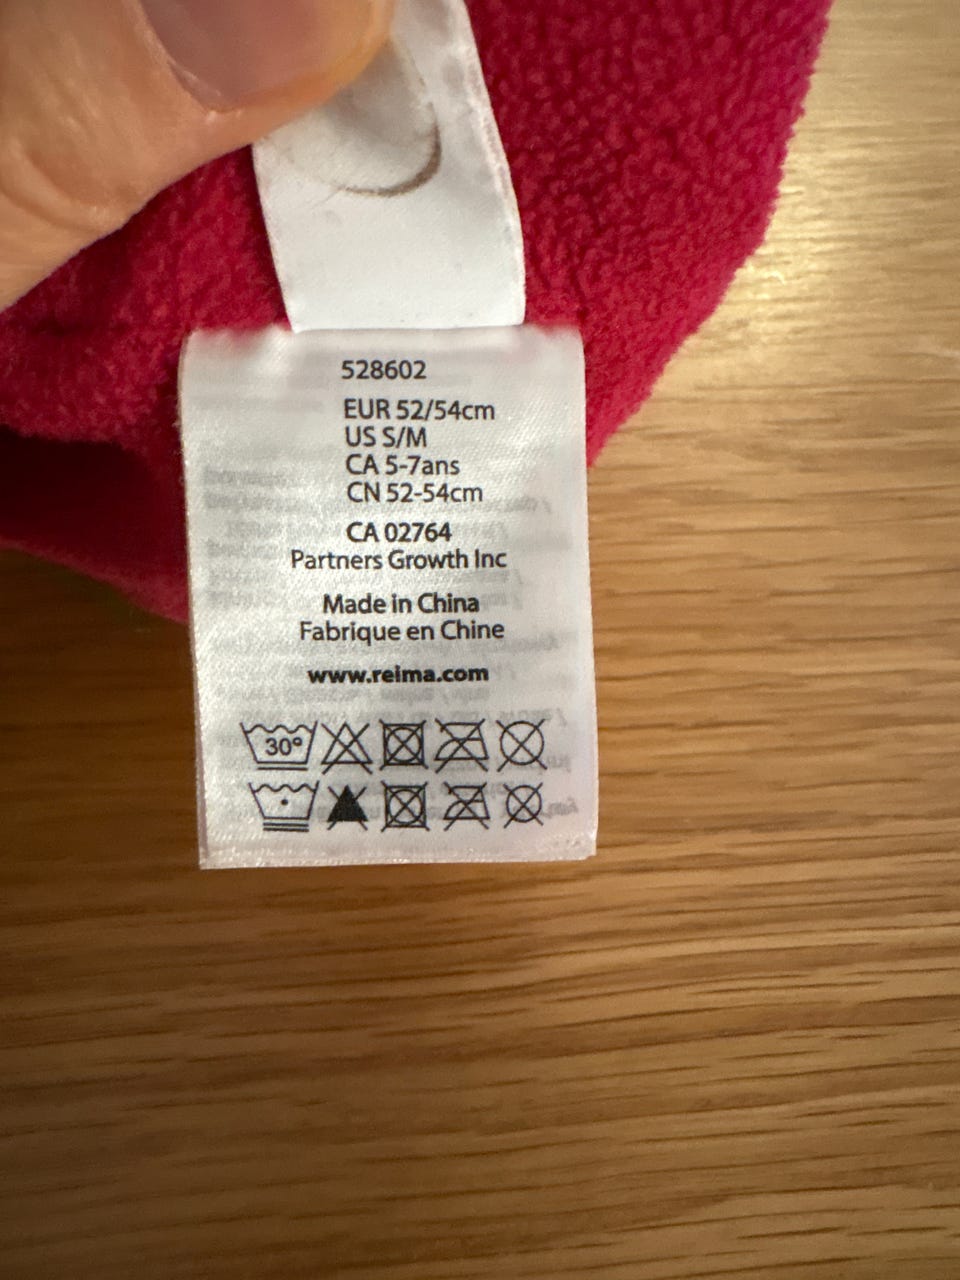 528602
EUR 52/54cm
US S/M
CA 5-7ans
CN 52-54cm
CA 02764
Partners Growth Inc
Made in China
Fabrique en Chine
www.reima.com
30°